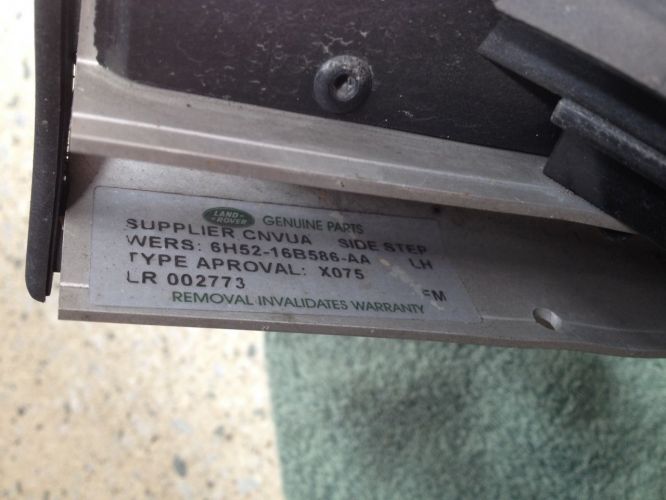 LAND-ROVER GENUINE PARTS
SUPPLIER CNVUA SIDE STEP
WERS: 6H52-16B586-AA LH
TYPE APROVAL: X075
LR 002773 FM
REMOVAL INVALIDATES WARRANTY